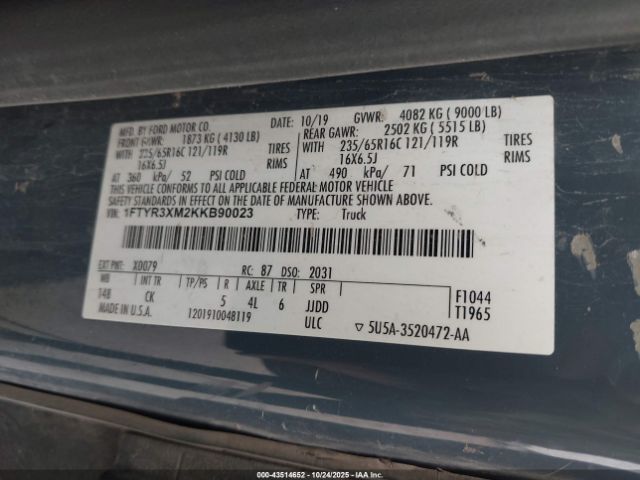 MFD. BY FORD MOTOR CO. DATE: 10/19 GVWR: 4082 KG ( 9000 LB)
FRONT GAWR: 1873 KG ( 4130 LB) REAR GAWR: 2502 KG ( 5515 LB)
WITH 235/65R16C 121/119R TIRES WITH 235/65R16C 121/119R TIRES
16X6.5J RIMS 16X6.5J RIMS
AT 360 kPa/ 52 PSI COLD AT 490 kPa/ 71 PSI COLD
THIS VEHICLE CONFORMS TO ALL APPLICABLE FEDERAL MOTOR VEHICLE
SAFETY STANDARDS IN EFFECT ON THE DATE OF MANUFACTURE SHOWN ABOVE.
VIN: 1FTYR3XM2KKB90023 TYPE: Truck
EXT PNT: X0079 RC: 87 DSO: 2031
WB INT TR TP/PS R AXLE TR SPR
148 CK 5 4L 6 JJDD
F1044
T1965
MADE IN U.S.A. 1201910048119 ULC ▽ 5U5A-3520472-AA
000-43514652 - 10/24/2025 - IAA Inc.